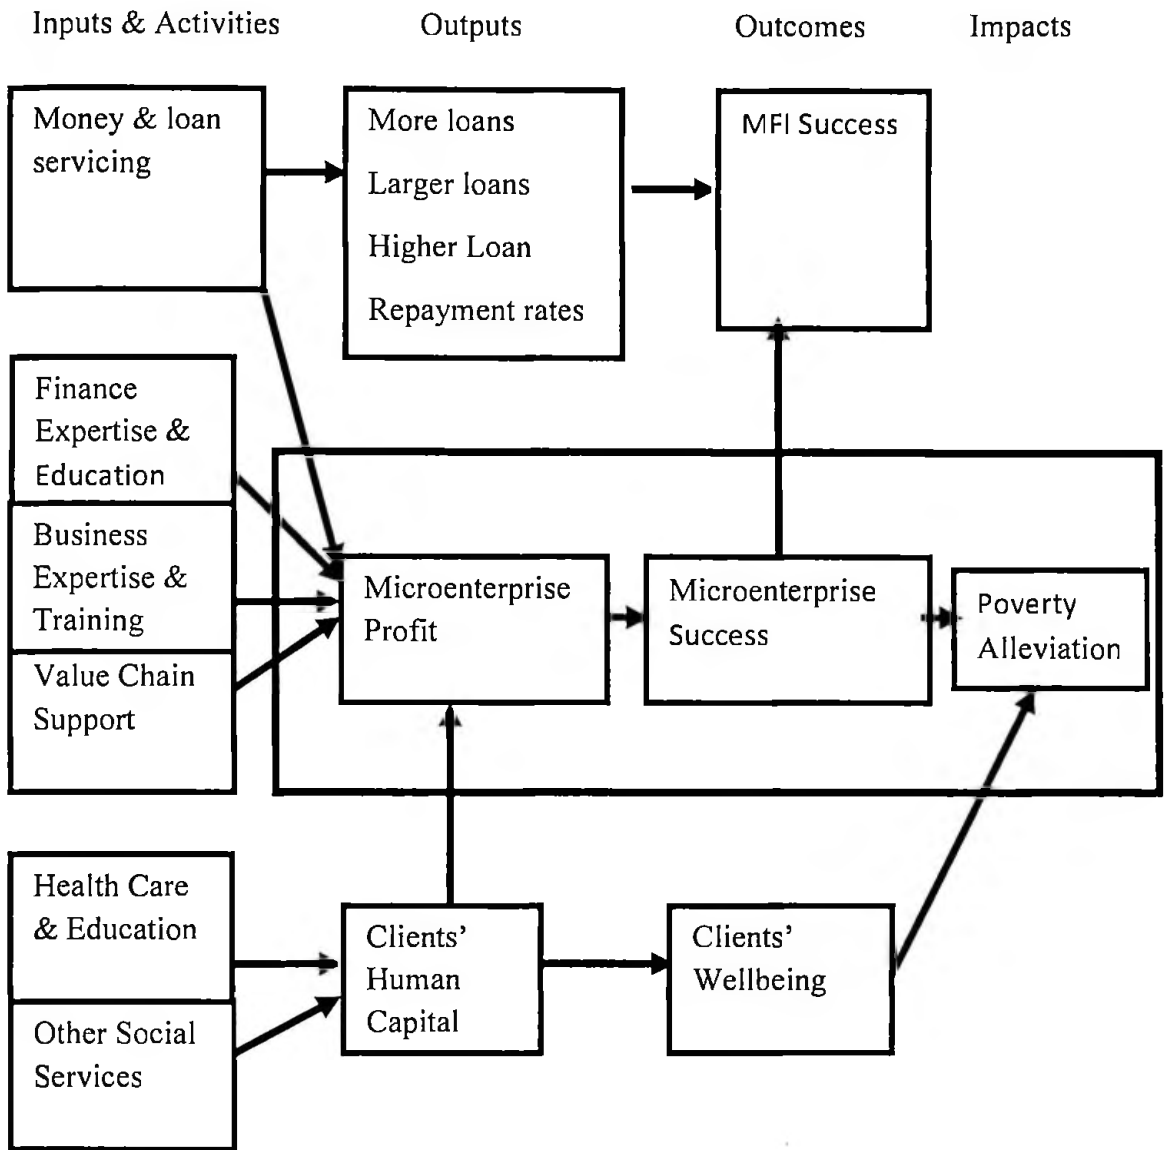 Inputs & Activities
Outputs
Outcomes
Impacts
Money & loan
servicing
More loans
Larger loans
Higher Loan
Repayment rates
MFI Success
Finance
Expertise &
Education
Business
Expertise &
Training
Value Chain
Support
Microenterprise
Profit
Microenterprise
Success
Poverty
Alleviation
Health Care
& Education
Other Social
Services
Clients’
Human
Capital
Clients’
Wellbeing